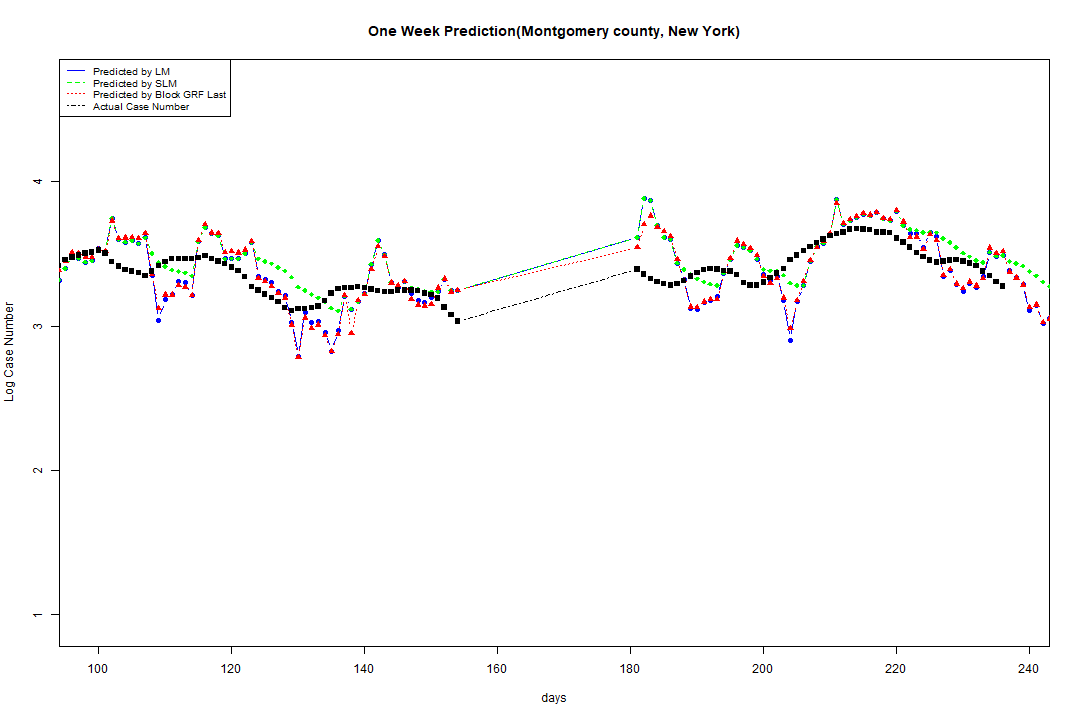 One Week Prediction(Montgomery county, New York)
Predicted by LM
Predicted by SLM
Predicted by Block GRF Last
Actual Case Number
4
3
2
1
Log Case Number
100 120 140 160 180 200 220 240
days